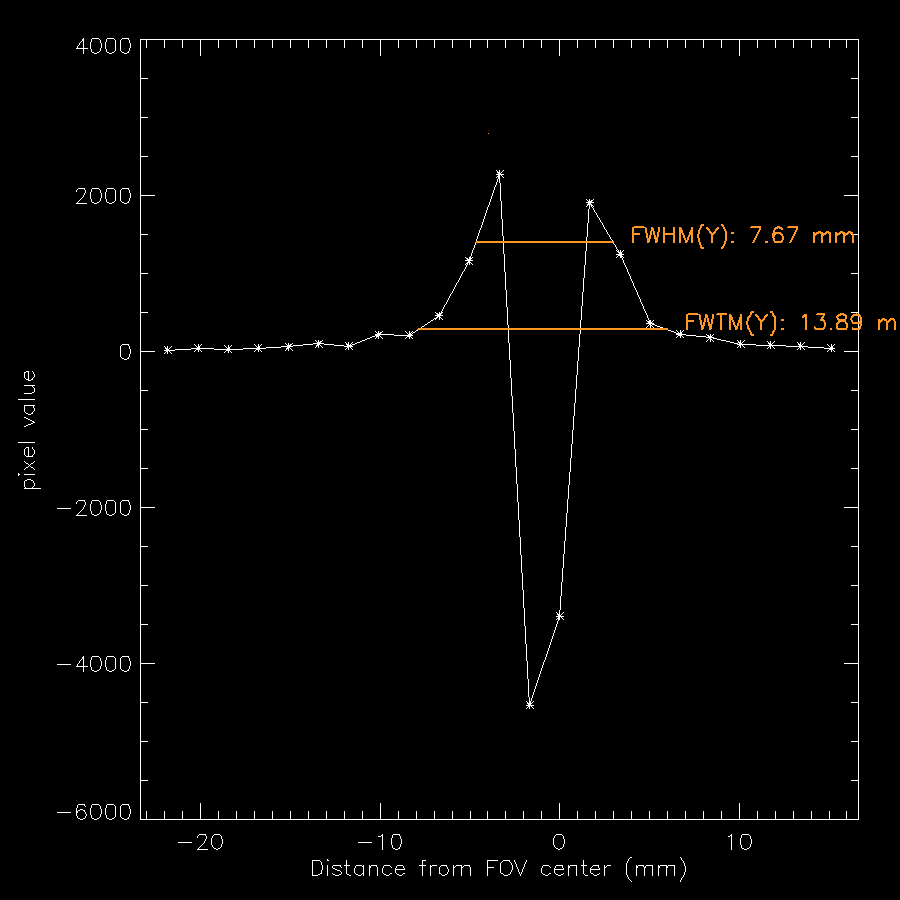 4000
2000
0
−2000
−4000
−6000
pixel value
FWHM(Y): 7.67 mm
FWTM(Y): 13.89 m
−20 −10 0 10
Distance from FOV center (mm)